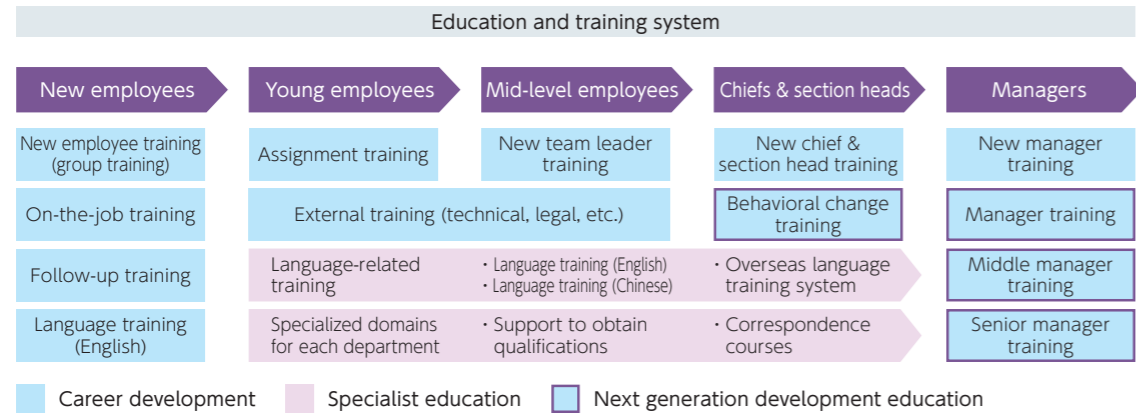 Education and training system
New employees
Young employees
Mid-level employees
Chiefs & section heads
Managers
New employee training
(group training)
Assignment training
New team leader
training
New chief &
section head training
New manager
training
On-the-job training
External training (technical, legal, etc.)
Behavioral change
training
Manager training
Follow-up training
Language-related
training
・Language training (English)
・Language training (Chinese)
・Overseas language
training system
Middle manager
training
Language training
(English)
Specialized domains
for each department
・Support to obtain
qualifications
・Correspondence
courses
Senior manager
training
Career development
Specialist education
Next generation development education